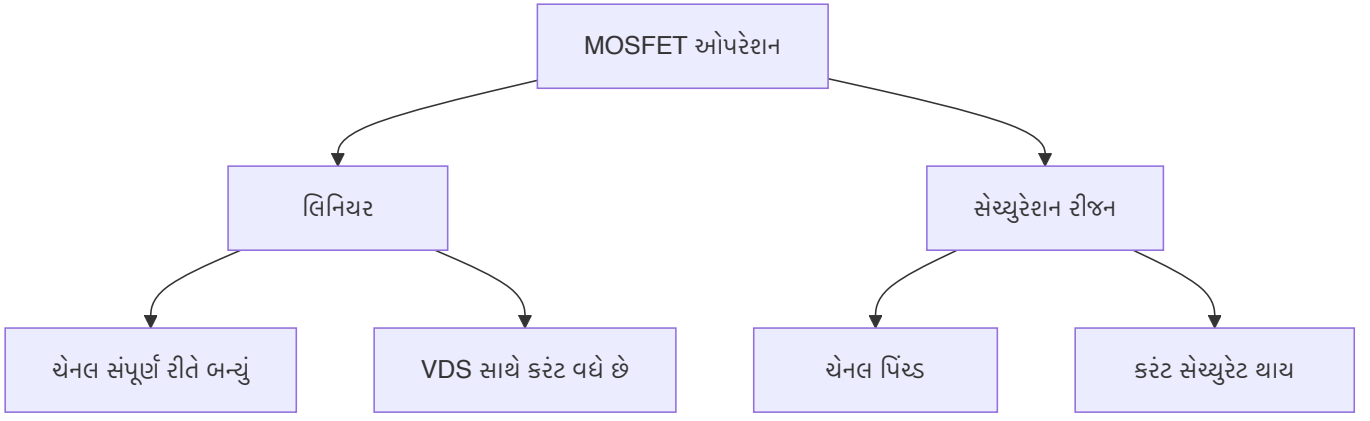 MOSFET ઓપરેશન
લિનિયર
સેચ્યુરેશન રીજન
ચેનલ સંપૂર્ણ રીતે બન્યું
VDS સાથે કરંટ વધે છે
ચેનલ પિંચ્ડ
કરંટ સેચ્યુરેટ થાય